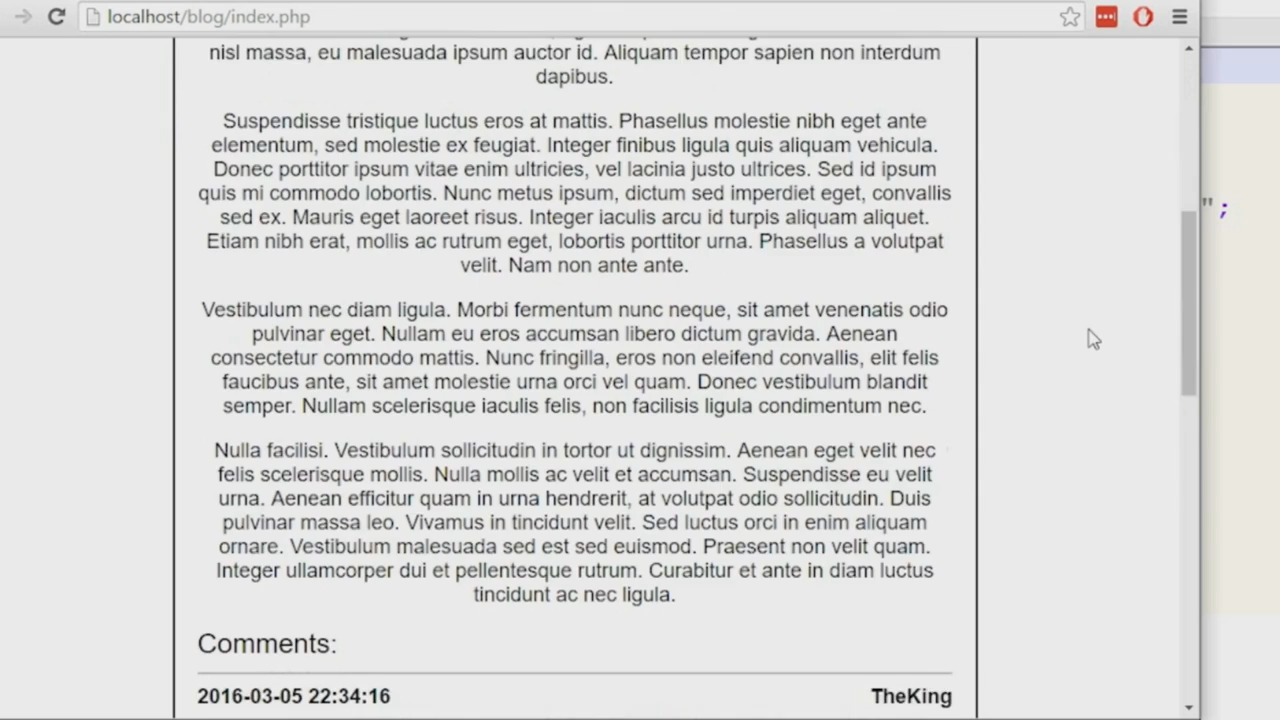 localhost/blog/index.php
nisl massa, eu malesuada ipsum auctor id. Aliquam tempor sapien non interdum
dapibus.
Suspendisse tristique luctus eros at mattis. Phasellus molestie nibh eget ante
elementum, sed molestie ex feugiat. Integer finibus ligula quis aliquam vehicula.
Donec porttitor ipsum vitae enim ultricies, vel lacinia justo ultrices. Sed id ipsum
quis mi commodo lobortis. Nunc metus ipsum, dictum sed imperdiet eget, convallis
sed ex. Mauris eget laoreet risus. Integer iaculis arcu id turpis aliquam aliquet.
Etiam nibh erat, mollis ac rutrum eget, lobortis porttitor urna. Phasellus a volutpat
velit. Nam non ante ante.
Vestibulum nec diam ligula. Morbi fermentum nunc neque, sit amet venenatis odio
pulvinar eget. Nullam eu eros accumsan libero dictum gravida. Aenean
consectetur commodo mattis. Nunc fringilla, eros non eleifend convallis, elit felis
faucibus ante, sit amet molestie urna orci vel quam. Donec vestibulum blandit
semper. Nullam scelerisque iaculis felis, non facilisis ligula condimentum nec.
Nulla facilisi. Vestibulum sollicitudin in tortor ut dignissim. Aenean eget velit nec
felis scelerisque mollis. Nulla mollis ac velit et accumsan. Suspendisse eu velit
urna. Aenean efficitur quam in urna hendrerit, at volutpat odio sollicitudin. Duis
pulvinar massa leo. Vivamus in tincidunt velit. Sed luctus orci in enim aliquam
ornare. Vestibulum malesuada sed est sed euismod. Praesent non velit quam.
Integer ullamcorper dui et pellentesque rutrum. Curabitur et ante in diam luctus
tincidunt ac nec ligula.
Comments:
2016-03-05 22:34:16 TheKing
";